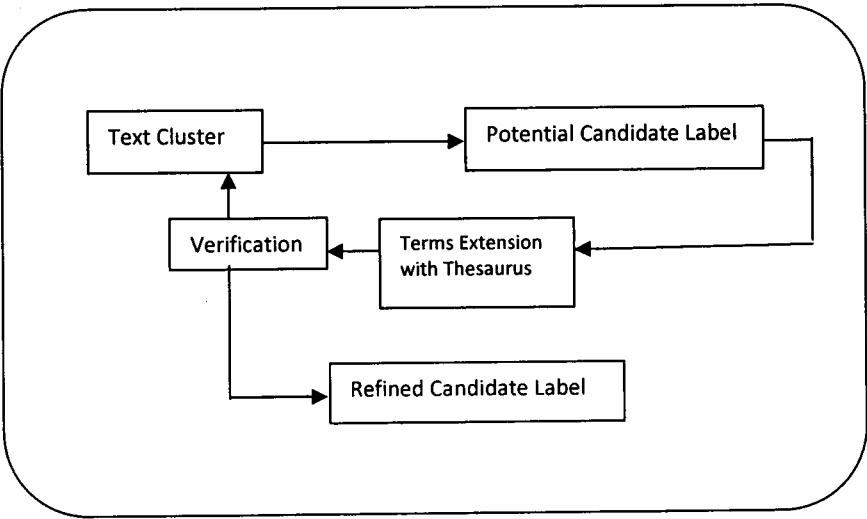 Text Cluster
Potential Candidate Label
Verification
Terms Extension
with Thesaurus
Refined Candidate Label